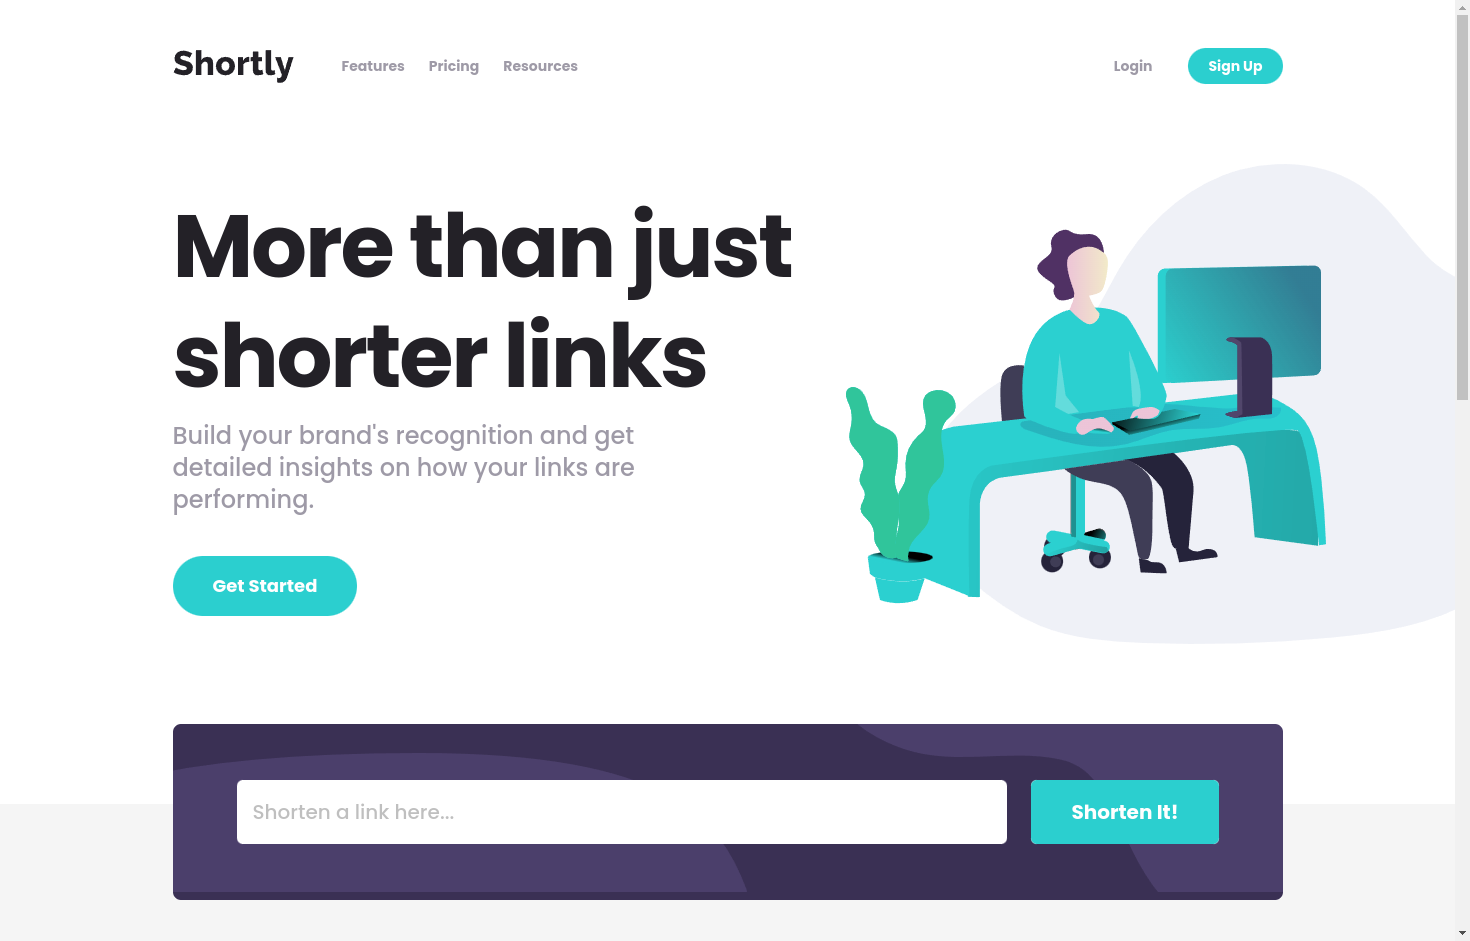 Shortly
Features
Pricing
Resources
Login
Sign Up
More than just
shorter links
Build your brand's recognition and get
detailed insights on how your links are
performing.
Get Started
Shorten a link here...
Shorten It!